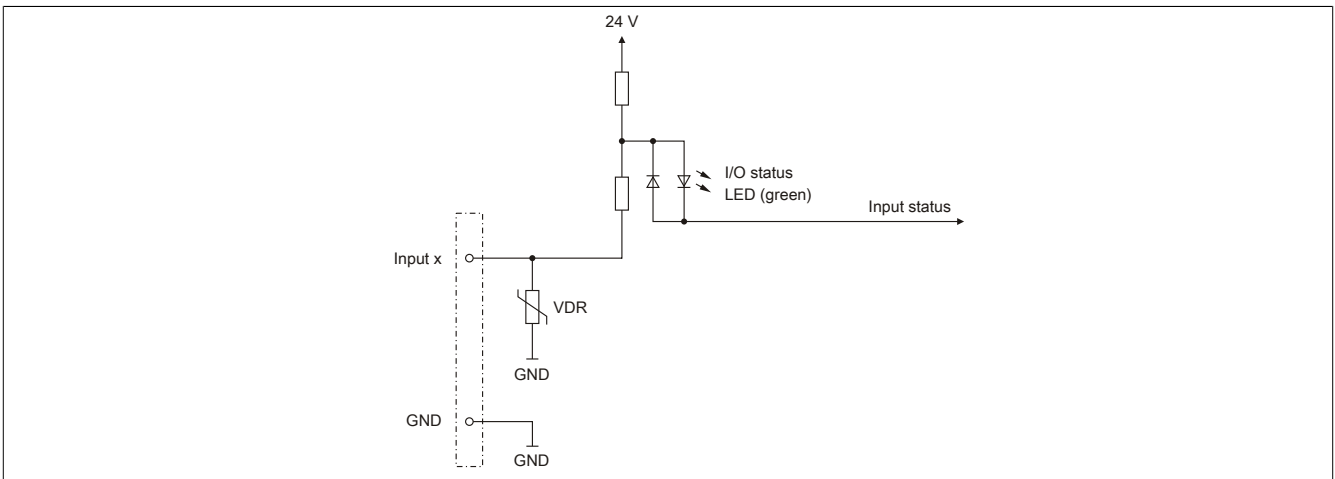 24 V
I/O status
LED (green)
Input status
Input x
VDR
GND
GND
GND